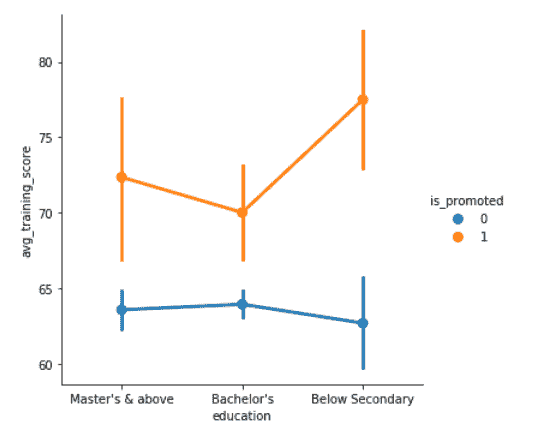 80
75
70
65
60
avg_training_score
Master's & above
Bachelor's
Below Secondary
education
is_promoted
0
1